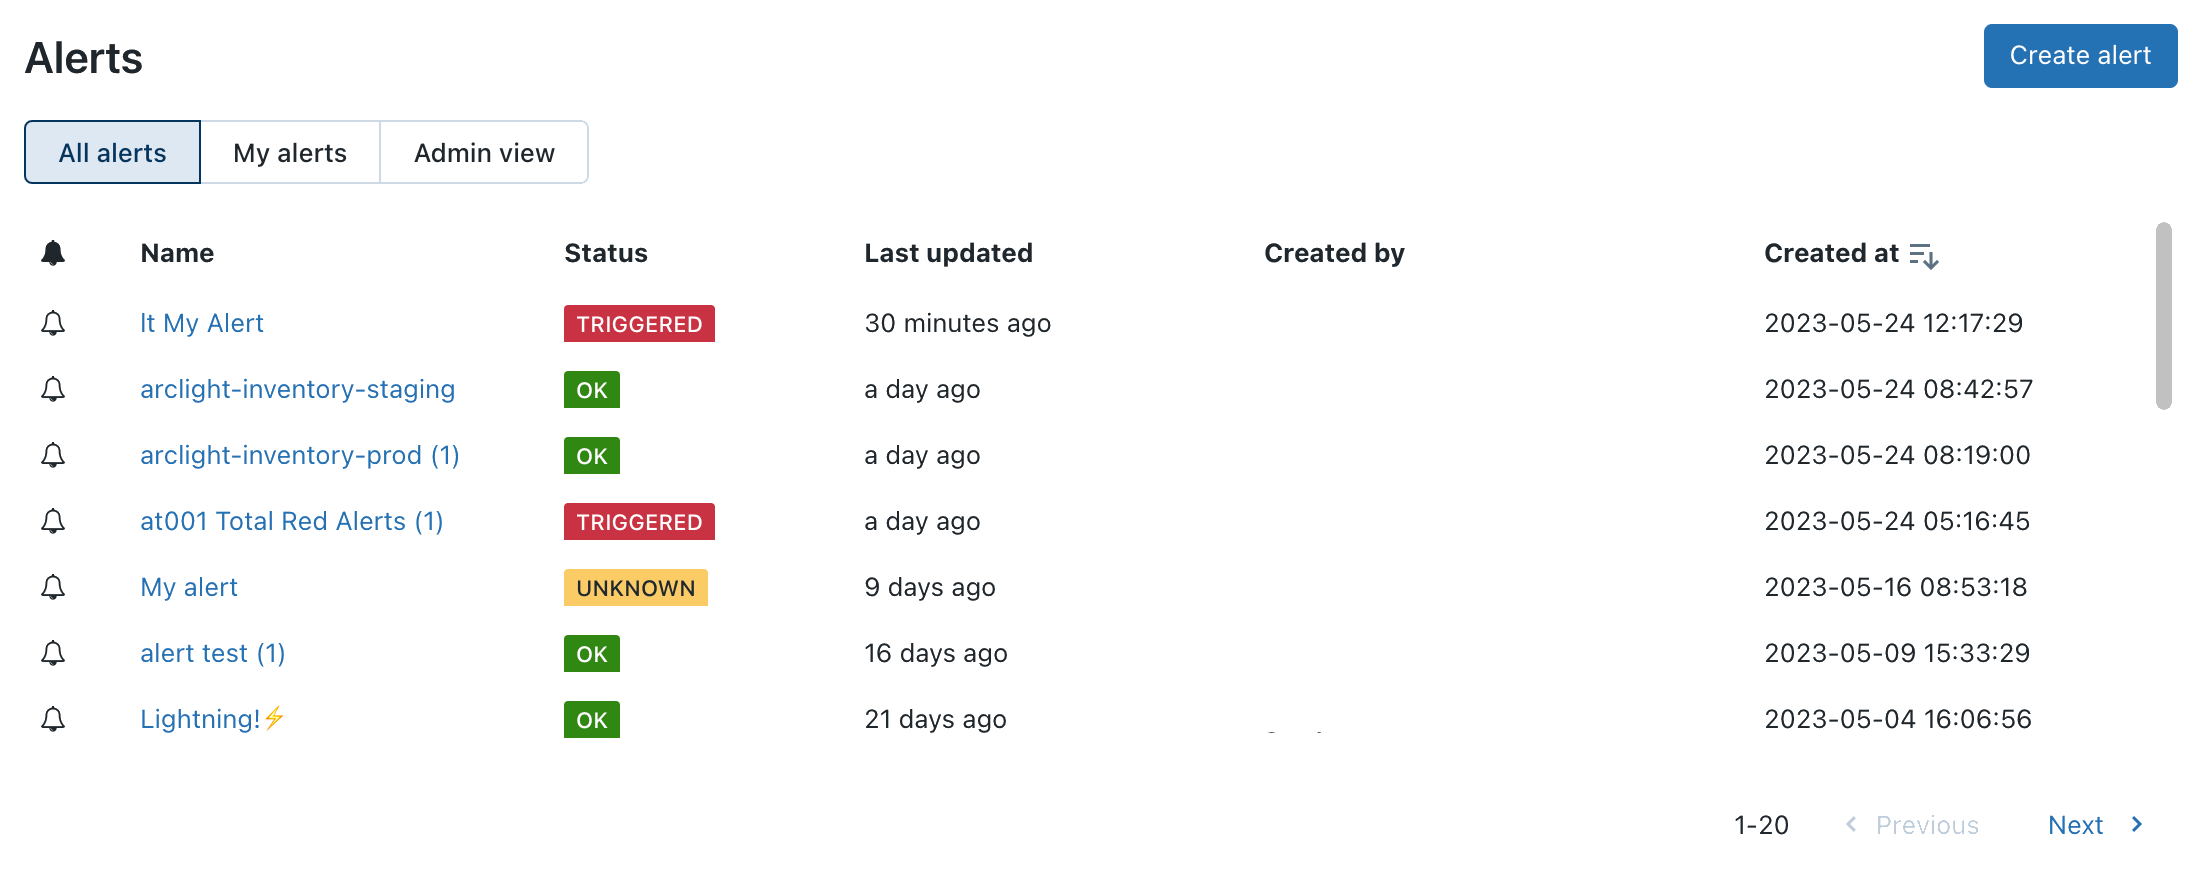 Alerts
Create alert
All alerts My alerts Admin view
Name Status Last updated Created by Created at
lt My Alert TRIGGERED 30 minutes ago 2023-05-24 12:17:29
arclight-inventory-staging OK a day ago 2023-05-24 08:42:57
arclight-inventory-prod (1) OK a day ago 2023-05-24 08:19:00
at001 Total Red Alerts (1) TRIGGERED a day ago 2023-05-24 05:16:45
My alert UNKNOWN 9 days ago 2023-05-16 08:53:18
alert test (1) OK 16 days ago 2023-05-09 15:33:29
Lightning!⚡ OK 21 days ago 2023-05-04 16:06:56
1-20 Previous Next